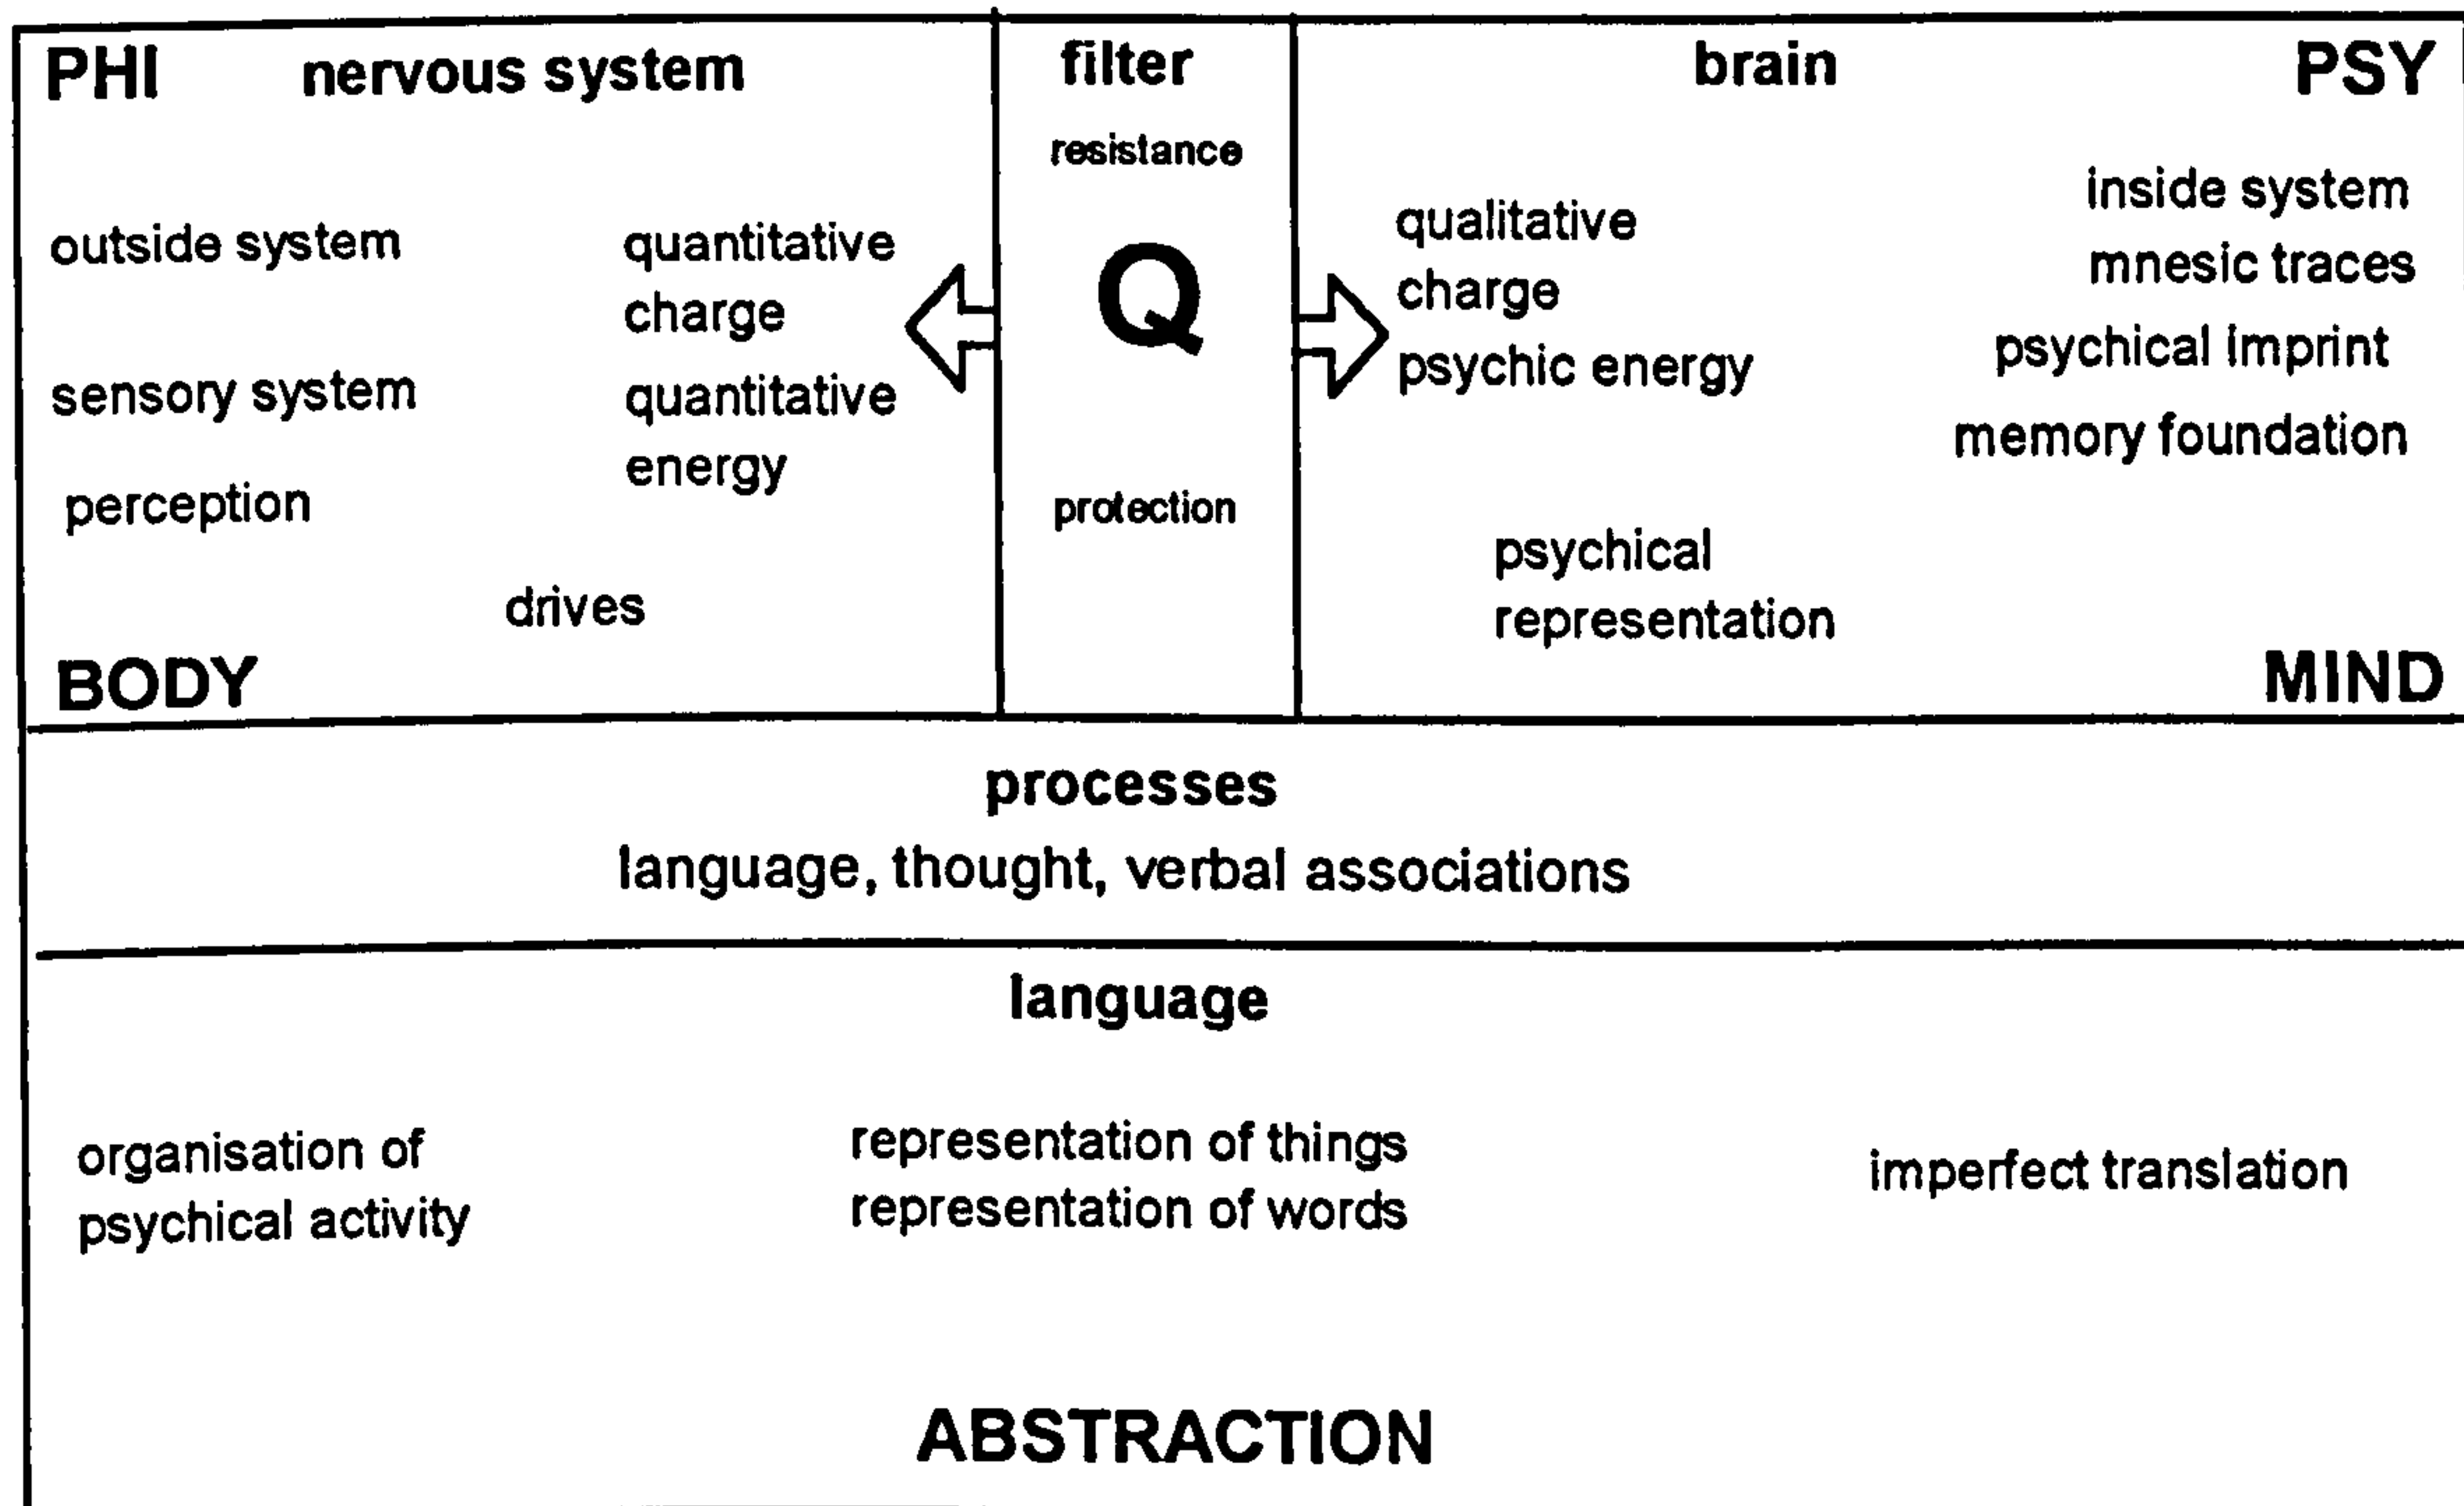 PHI nervous system
outside system
quantitative
charge
sensory system
quantitative
energy
perception
drives
BODY
filter
resistance
Q
protection
brain PSY
qualitative
charge
psychic energy
inside system
mnesic traces
psychical imprint
memory foundation
psychical
representation
MIND
processes
language, thought, verbal associations
language
organisation of
psychical activity
representation of things
representation of words
imperfect translation
ABSTRACTION